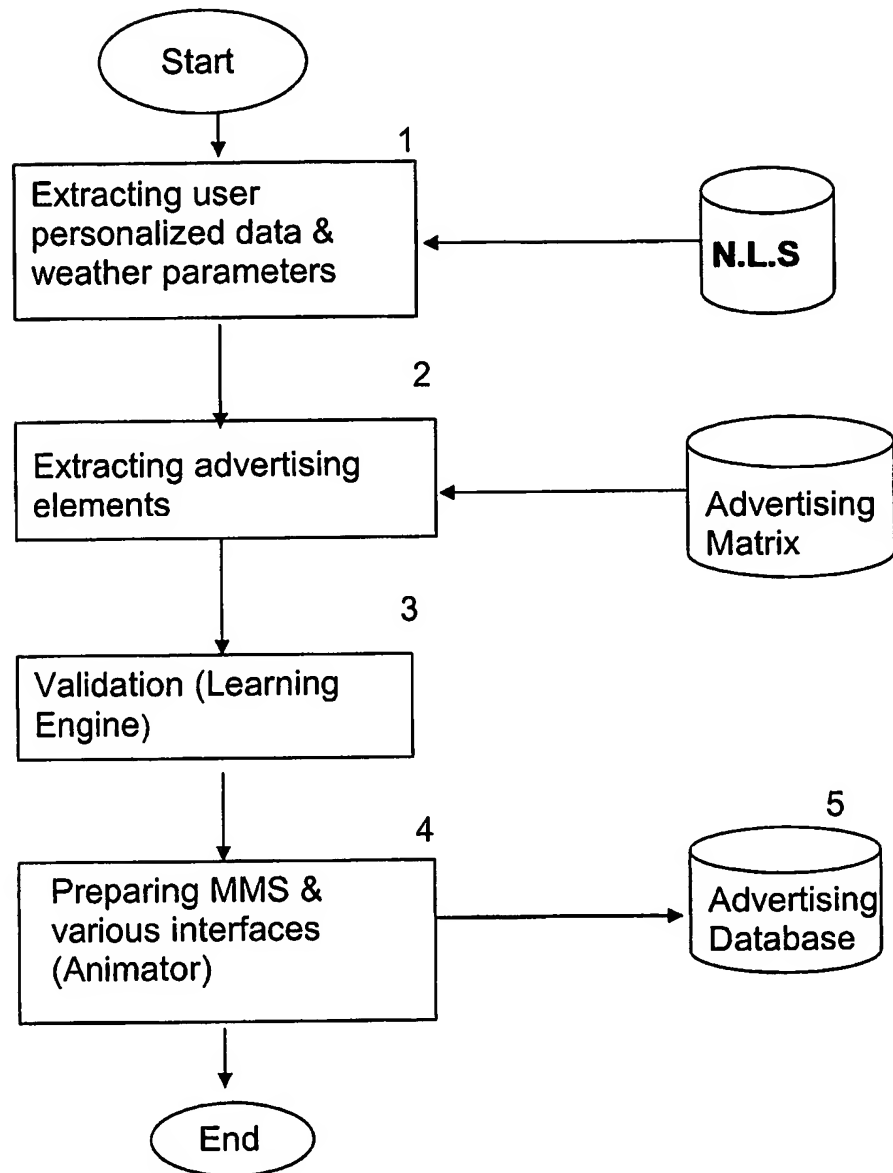 Start
1
Extracting user
personalized data &
weather parameters
N.L.S
2
Extracting advertising
elements
Advertising
Matrix
3
Validation (Learning
Engine)
4
Preparing MMS &
various interfaces
(Animator)
5
Advertising
Database
End